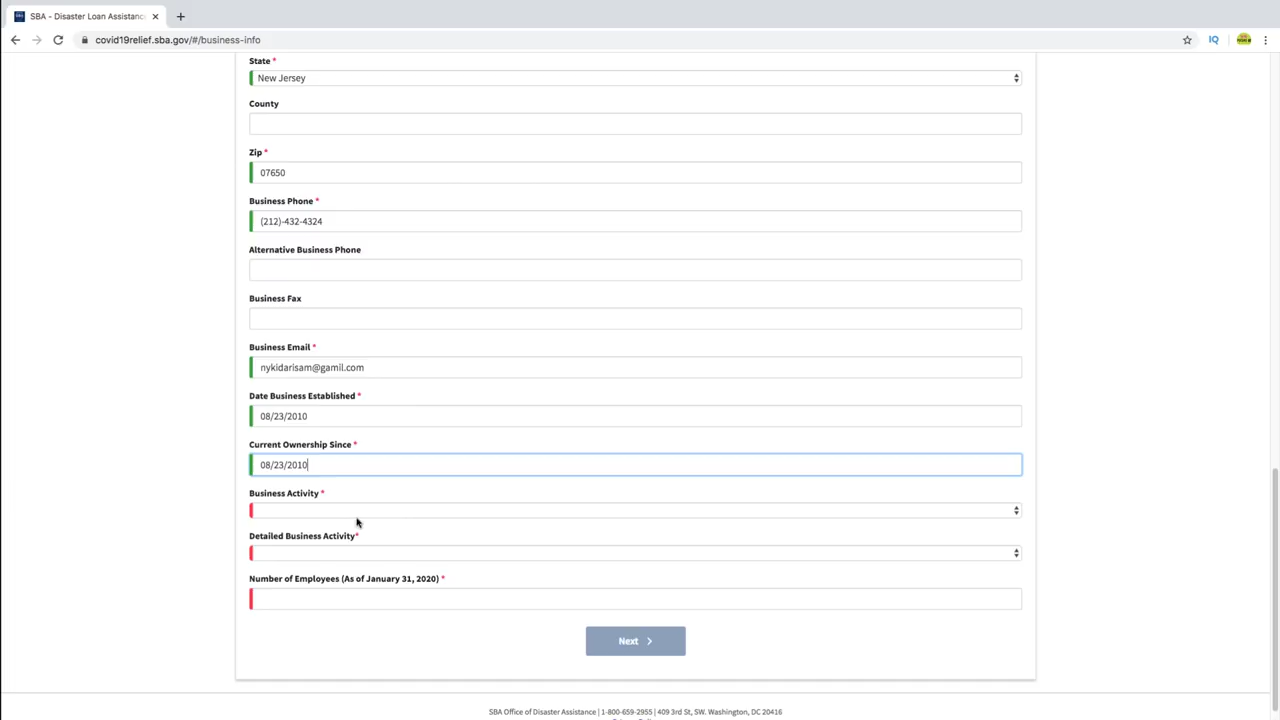 SBA - Disaster Loan Assistance
covid19relief.sba.gov/#/business-info
IQ
State *
New Jersey
County
Zip *
07650
Business Phone *
(212)-432-4324
Alternative Business Phone
Business Fax
Business Email *
nykidarisam@gamil.com
Date Business Established *
08/23/2010
Current Ownership Since *
08/23/2010
Business Activity *
Detailed Business Activity*
Number of Employees (As of January 31, 2020) *
Next
SBA Office of Disaster Assistance | 1-800-659-2955 | 409 3rd St, SW. Washington, DC 20416